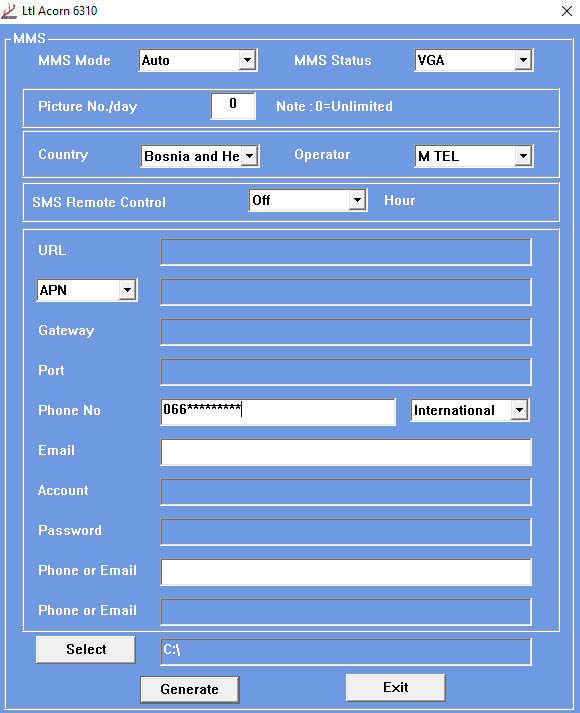 Ltl Acorn 6310
MMS
MMS Mode Auto MMS Status VGA
Picture No./day 0 Note : 0=Unlimited
Country Bosnia and He Operator M TEL
SMS Remote Control Off Hour
URL
APN
Gateway
Port
Phone No 066********* International
Email
Account
Password
Phone or Email
Phone or Email
Select C:\
Generate Exit